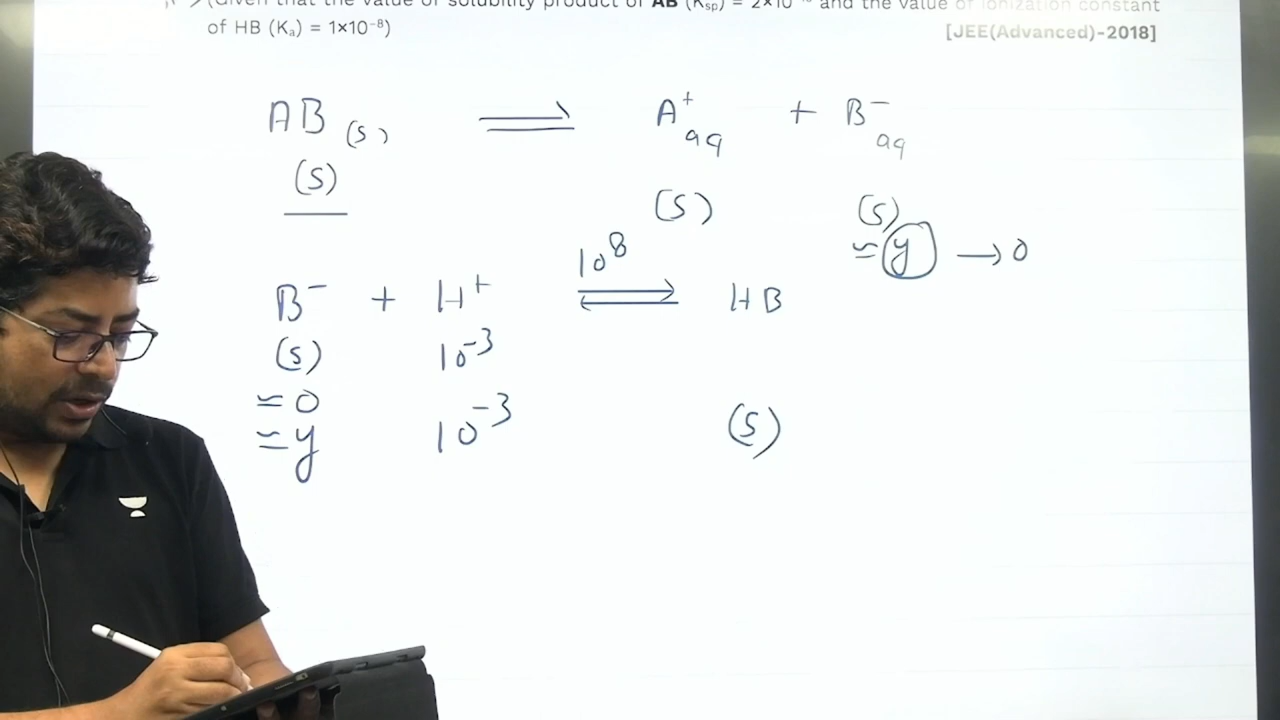 (Given that the value of solubility product of AB (Ksp) = 2×10 and the value of ionization constant
of HB (Ka) = 1×10⁻⁸)
[JEE(Advanced)-2018]
AB (s) ⇌ A⁺ aq + B⁻ aq
(s) (s) (s)
≈ y → 0
10⁸
B⁻ + H⁺ ⇌ HB
(s) 10⁻³
≈ 0
≈ y 10⁻³ (s)